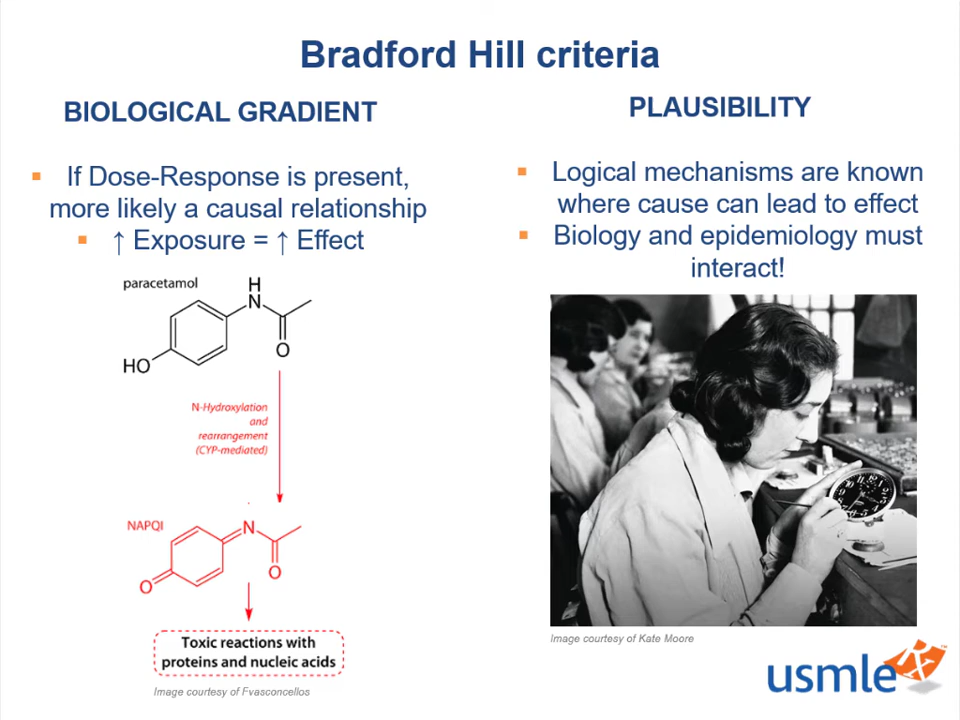 Bradford Hill criteria
BIOLOGICAL GRADIENT
▪ If Dose-Response is present,
more likely a causal relationship
▪ ↑ Exposure = ↑ Effect
paracetamol
H
N
O
HO
N-Hydroxylation
and
rearrangement
(CYP-mediated)
NAPQI
N
O
O
Toxic reactions with
proteins and nucleic acids
Image courtesy of Fvasconcellos
PLAUSIBILITY
▪ Logical mechanisms are known
where cause can lead to effect
▪ Biology and epidemiology must
interact!
Image courtesy of Kate Moore
usmle Rx